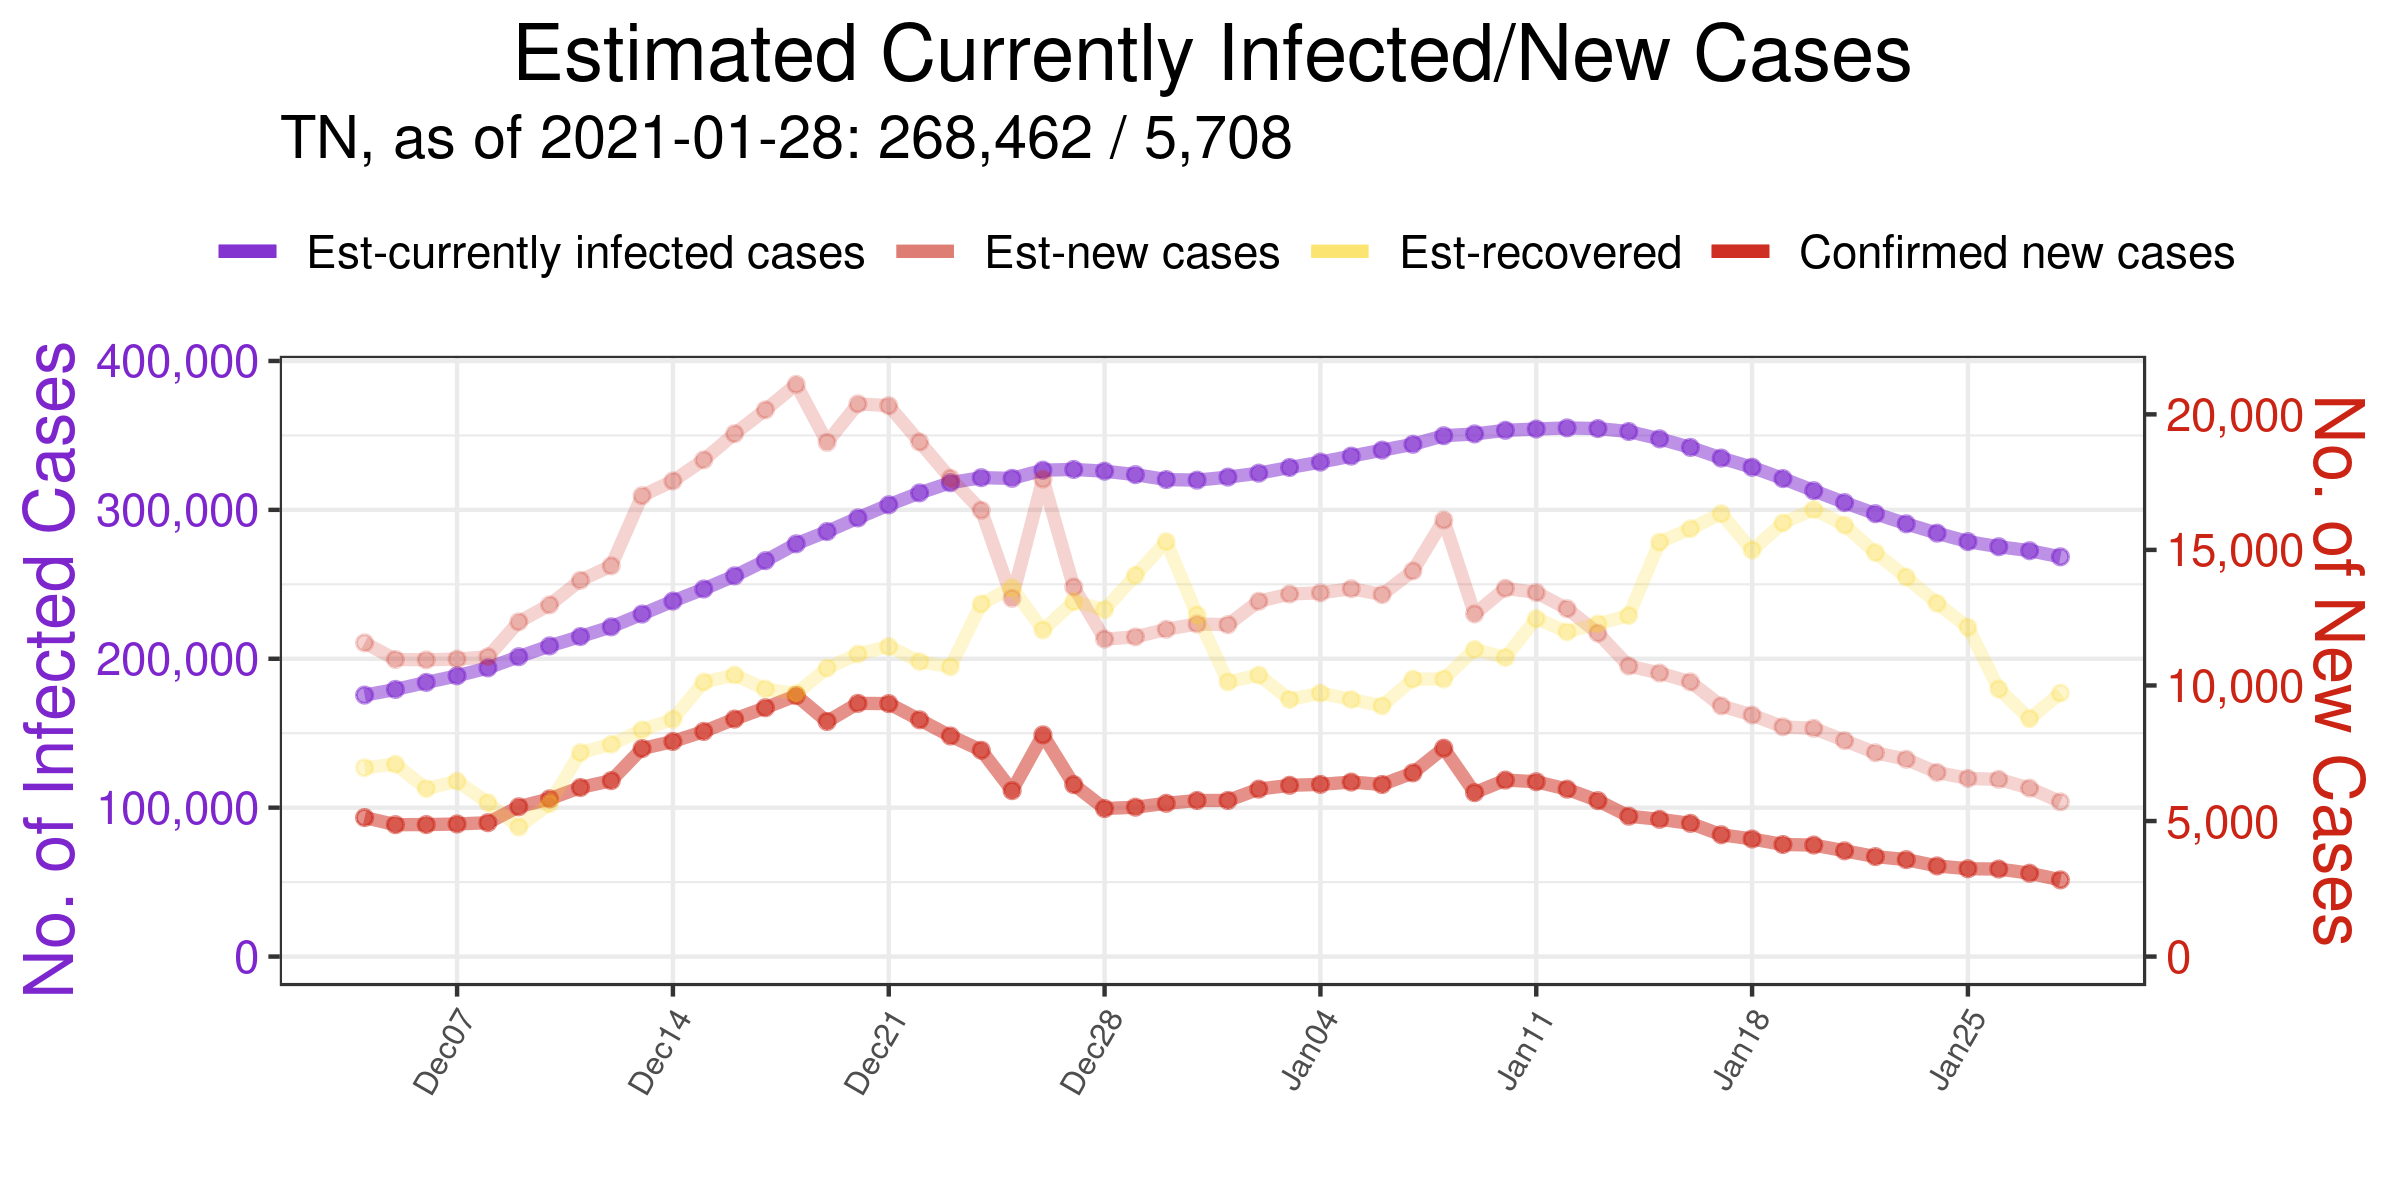 Estimated Currently Infected/New Cases
TN, as of 2021-01-28: 268,462 / 5,708
Est-currently infected cases Est-new cases Est-recovered Confirmed new cases
No. of Infected Cases
400,000
300,000
200,000
100,000
0
20,000
15,000
10,000
5,000
0
No. of New Cases
Dec07 Dec14 Dec21 Dec28 Jan04 Jan11 Jan18 Jan25